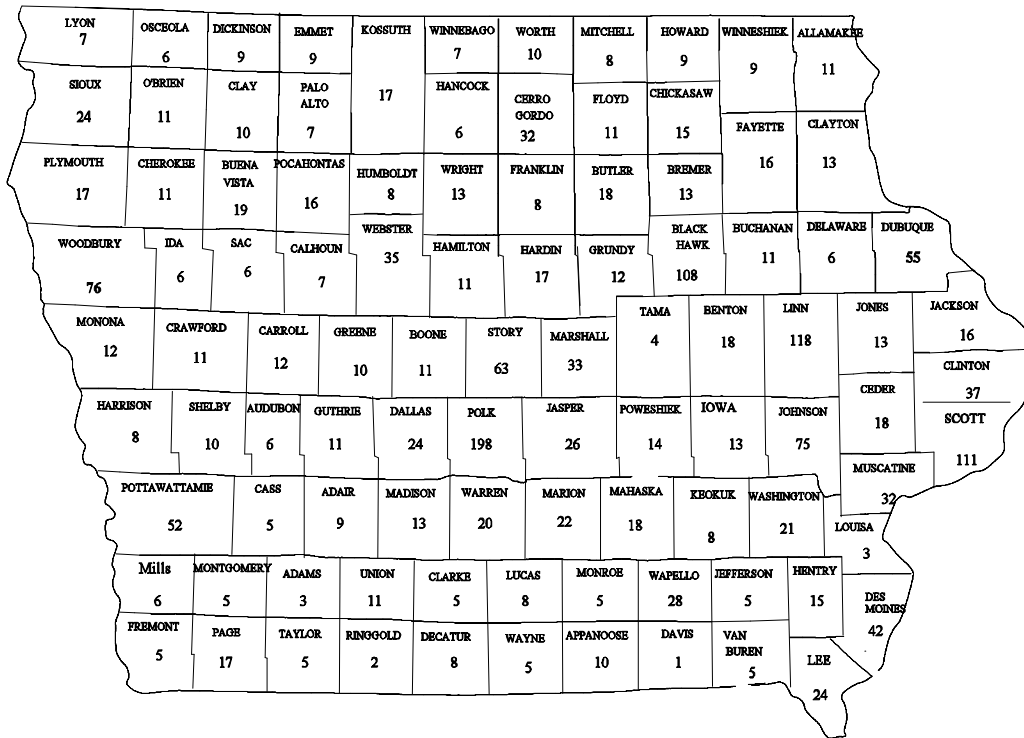 LYON
7
OSCEOLA
6
DICKINSON
9
EMMET
9
KOSSUTH
17
WINNEBAGO
7
WORTH
10
MITCHELL
8
HOWARD
9
WINNESHIEK
9
ALLAMAKEE
11
SIOUX
24
O'BRIEN
11
CLAY
10
PALO
ALTO
7
HANCOCK
6
CERRO
GORDO
32
FLOYD
11
CHICKASAW
15
FAYETTE
16
CLAYTON
13
PLYMOUTH
17
CHEROKEE
11
BUENA
VISTA
19
POCAHONTAS
16
HUMBOLDT
8
WRIGHT
13
FRANKLIN
8
BUTLER
18
BREMER
13
WOODBURY
76
IDA
6
SAC
6
CALHOUN
7
WEBSTER
35
HAMILTON
11
HARDIN
17
GRUNDY
12
BLACK
HAWK
108
BUCHANAN
11
DELAWARE
6
DUBUQUE
55
MONONA
12
CRAWFORD
11
CARROLL
12
GREENE
10
BOONE
11
STORY
63
MARSHALL
33
TAMA
4
BENTON
18
LINN
118
JONES
13
JACKSON
16
CLINTON
37
HARRISON
8
SHELBY
10
AUDUBON
6
GUTHRIE
11
DALLAS
24
POLK
198
JASPER
26
POWESHIEK
14
IOWA
13
JOHNSON
75
CEDER
18
SCOTT
111
MUSCATINE
32
POTTAWATTAMIE
52
CASS
5
ADAIR
9
MADISON
13
WARREN
20
MARION
22
MAHASKA
18
KEOKUK
8
WASHINGTON
21
LOUISA
3
Mills
6
MONTGOMERY
5
ADAMS
3
UNION
11
CLARKE
5
LUCAS
8
MONROE
5
WAPELLO
28
JEFFERSON
5
HENTRY
15
DES
MOINES
42
FREMONT
5
PAGE
17
TAYLOR
5
RINGGOLD
2
DECATUR
8
WAYNE
5
APPANOOSE
10
DAVIS
1
VAN
BUREN
5
LEE
24